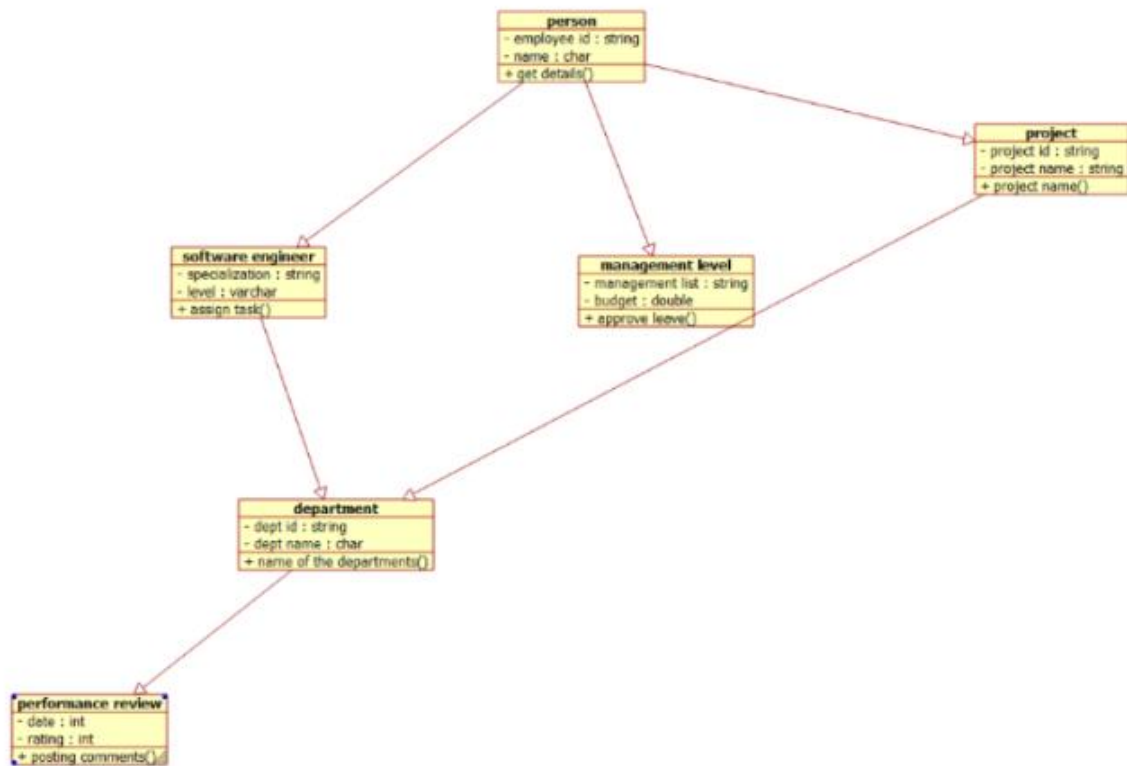 person
- employee id : string
- name : char
+ get details()
project
- project id : string
- project name : string
+ project name()
software engineer
- specialization : string
- level : varchar
+ assign task()
management level
- management list : string
- budget : double
+ approve leave()
department
- dept id : string
- dept name : char
+ name of the departments()
performance review
- date : int
- rating : int
+ posting comments()